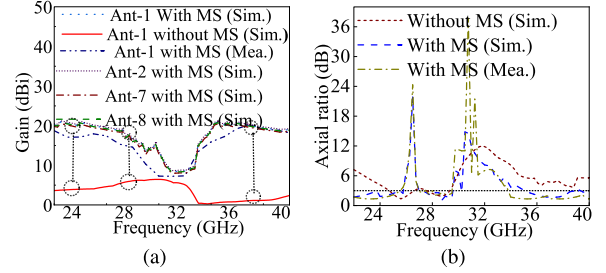 50
40
30
20
10
0
Gain (dBi)
Ant-1 With MS (Sim.)
Ant-1 without MS (Sim.)
Ant-1 with MS (Mea.)
Ant-2 with MS (Sim.)
Ant-7 with MS (Sim.)
Ant-8 with MS (Sim.)
24 28 32 36 40
Frequency (GHz)
(a)
36
30
24
18
12
6
0
Axial ratio (dB)
Without MS (Sim.)
With MS (Sim.)
With MS (Mea.)
24 28 32 36 40
Frequency (GHz)
(b)